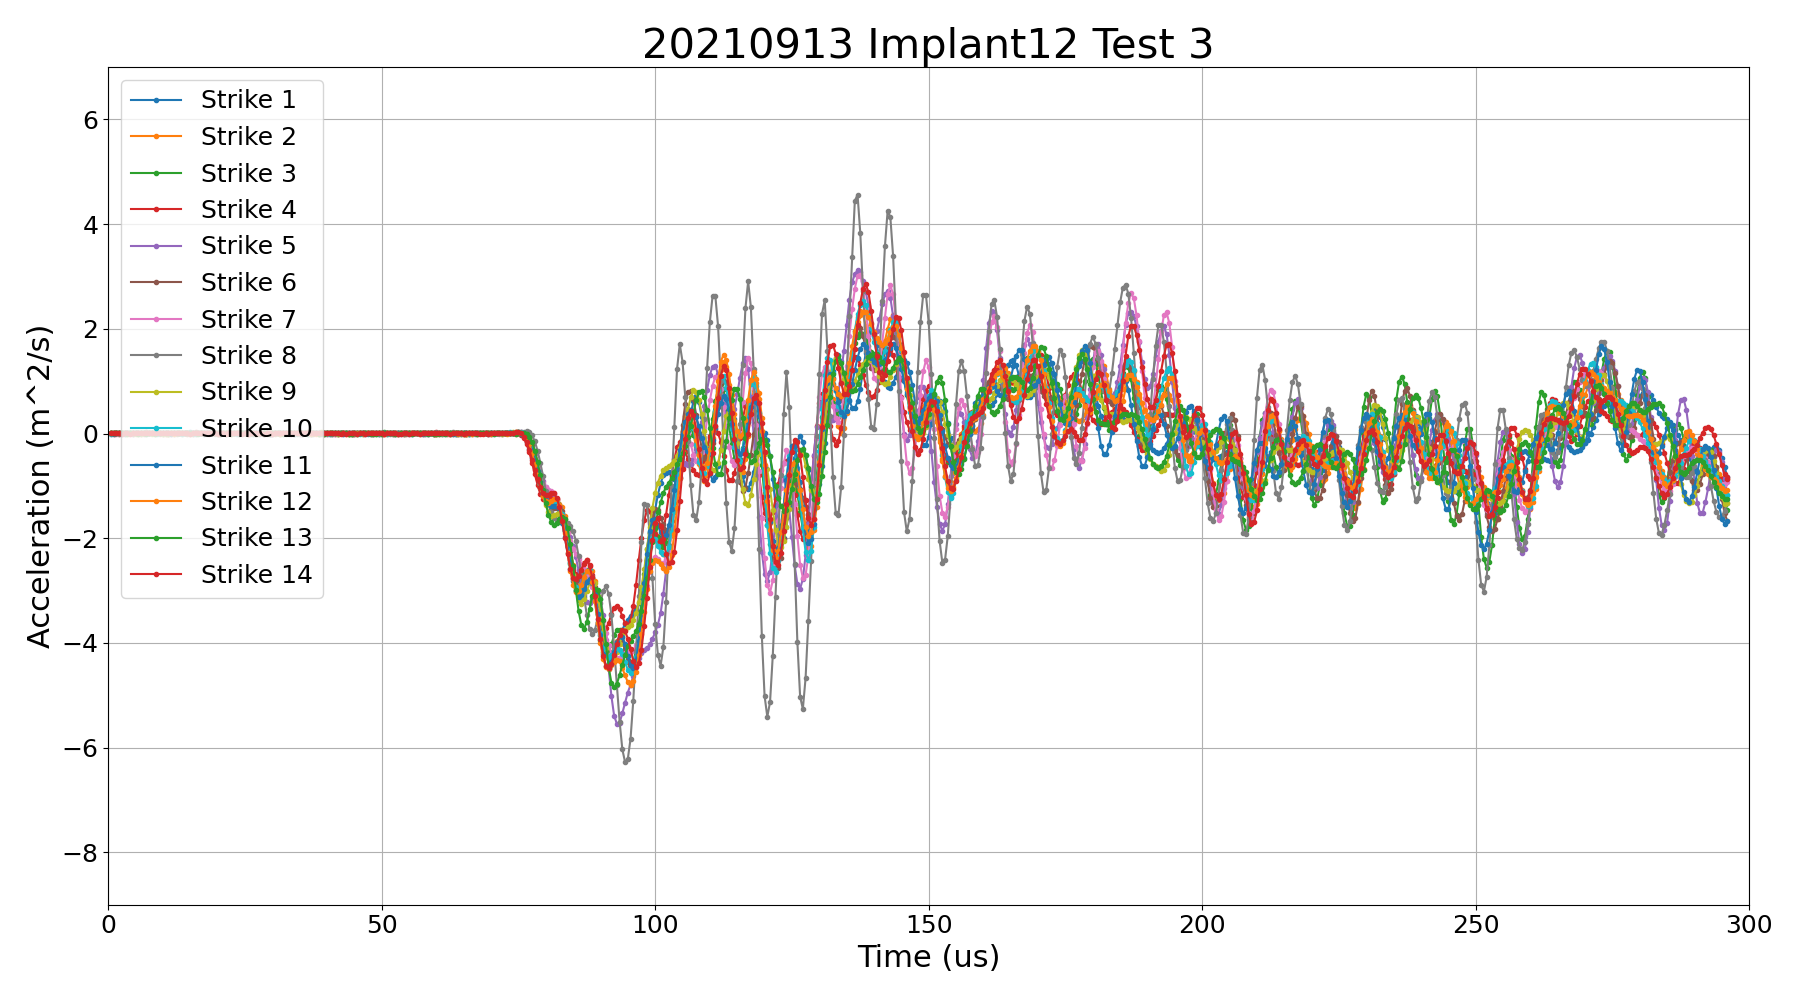 20210913 Implant12 Test 3
Strike 1
Strike 2
Strike 3
Strike 4
Strike 5
Strike 6
Strike 7
Strike 8
Strike 9
Strike 10
Strike 11
Strike 12
Strike 13
Strike 14
Acceleration (m^2/s)
6
4
2
0
−2
−4
−6
−8
0 50 100 150 200 250 300
Time (us)